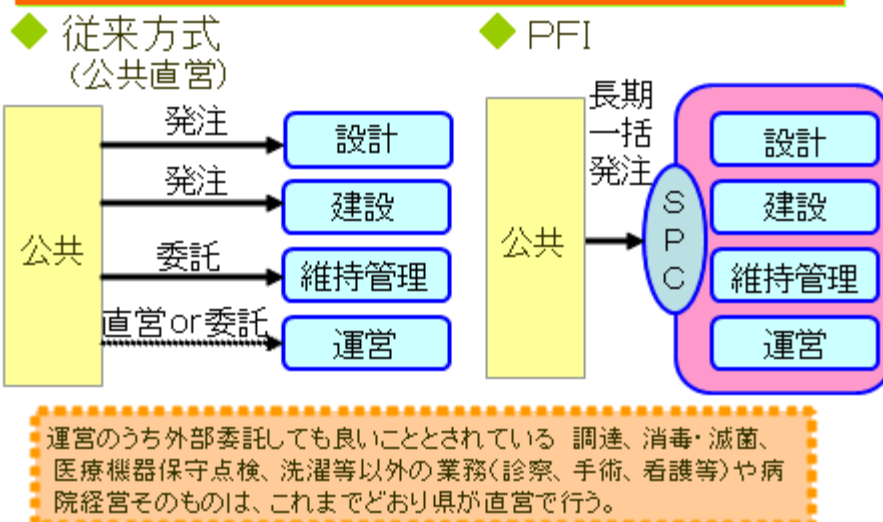 ◆ 従来方式
(公共直営)
公共
発注
設計
発注
建設
委託
維持管理
直営or委託
運営
◆ PFI
公共
長期
一括
発注
SPC
設計
建設
維持管理
運営
運営のうち外部委託しても良いこととされている 調達、消毒・滅菌、
医療機器保守点検、洗濯等以外の業務(診察、手術、看護等)や病
院経営そのものは、これまでどおり県が直営で行う。